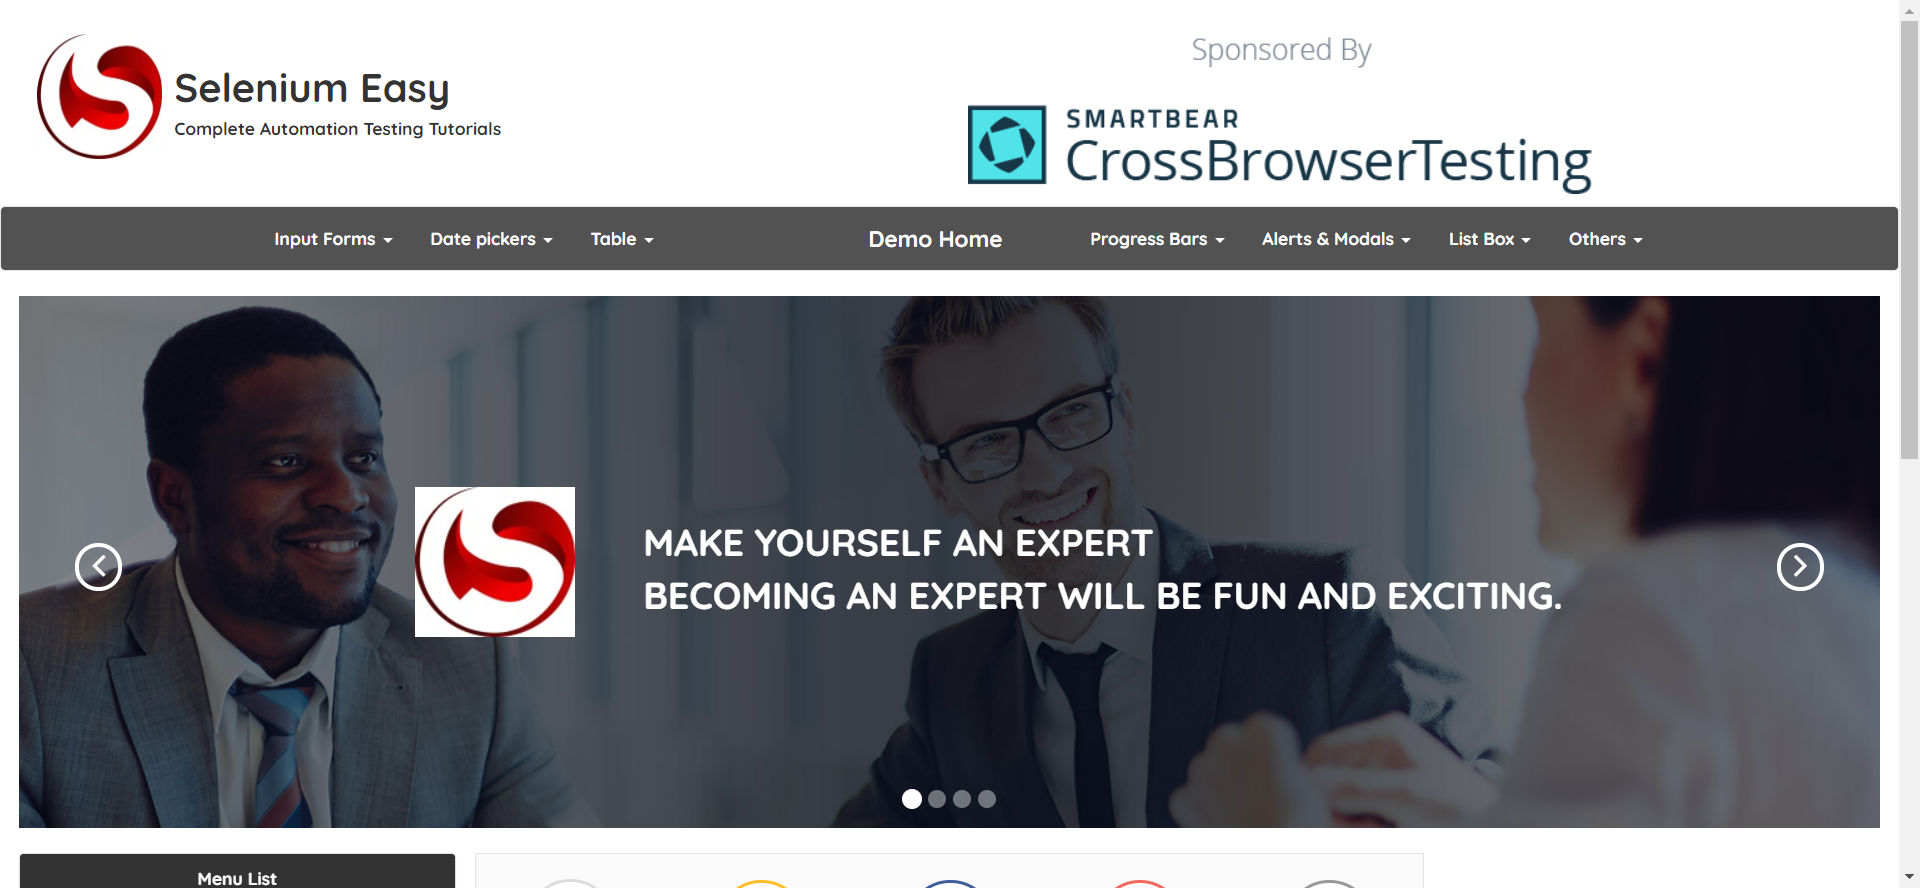 Selenium Easy
Complete Automation Testing Tutorials
Sponsored By
SMARTBEAR
CrossBrowserTesting
Input Forms
Date pickers
Table
Demo Home
Progress Bars
Alerts & Modals
List Box
Others
MAKE YOURSELF AN EXPERT
BECOMING AN EXPERT WILL BE FUN AND EXCITING.
Menu List